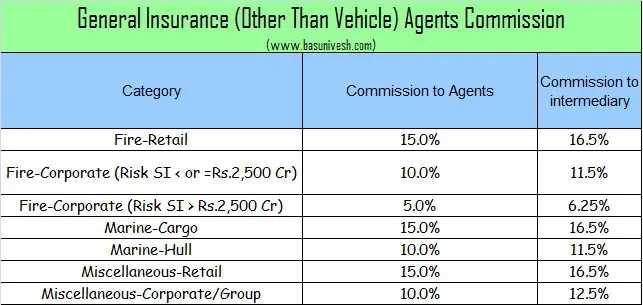 General Insurance (Other Than Vehicle) Agents Commission
(www.basunivesh.com)
Category Commission to Agents Commission to intermediary
Fire-Retail 15.0% 16.5%
Fire-Corporate (Risk SI < or =Rs.2,500 Cr) 10.0% 11.5%
Fire-Corporate (Risk SI > Rs.2,500 Cr) 5.0% 6.25%
Marine-Cargo 15.0% 16.5%
Marine-Hull 10.0% 11.5%
Miscellaneous-Retail 15.0% 16.5%
Miscellaneous-Corporate/Group 10.0% 12.5%